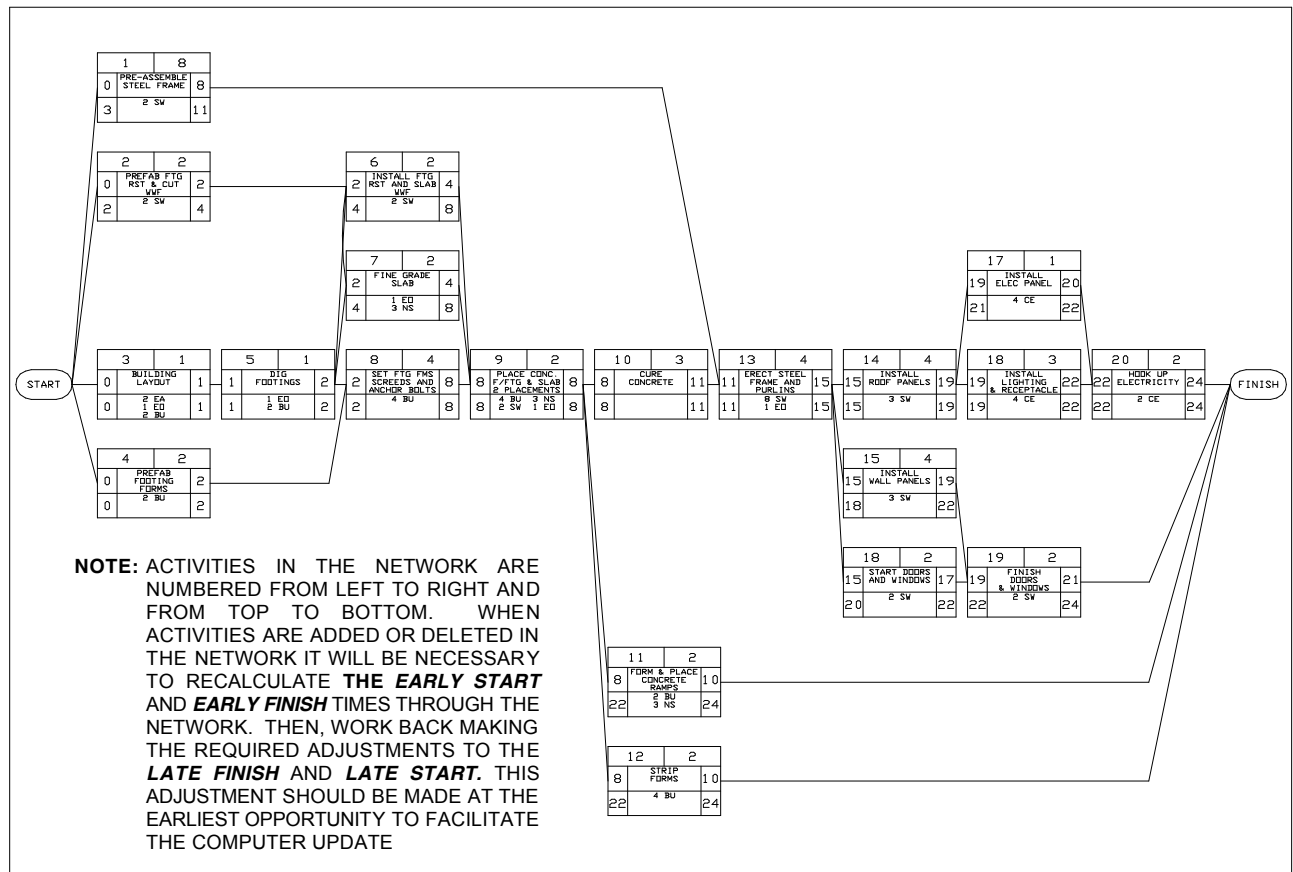 1 8
PRE-ASSEMBLE
0 STEEL FRAME 8
3 2 SW 11
2 2
PREFAB FTG
0 RST & CUT 2
WWF
2 2 SW 4
6 2
INSTALL FTG
2 RST AND SLAB 4
WWF
4 2 SW 8
7 2
FINE GRADE
2 SLAB 4
1 EO
4 3 NS 8
17 1
INSTALL
19 ELEC PANEL 20
21 4 CE 22
START
3 1
BUILDING
0 LAYOUT 1
2 EA
0 1 EO 1
2 BU
5 1
DIG
1 FOOTINGS 2
1 EO
1 2 BU 2
8 4
SET FTG FMS
2 SCREEDS AND 8
ANCHOR BOLTS
2 4 BU 8
9 2
PLACE CONC.
8 F/FTG & SLAB 8
2 PLACEMENTS
4 BU 3 NS
8 2 SW 1 EO 8
10 3
CURE
8 CONCRETE 11
8 11
13 4
ERECT STEEL
11 FRAME AND 15
PURLINS
8 SW
11 1 EO 15
14 4
INSTALL
15 ROOF PANELS 19
15 3 SW 19
18 3
INSTALL
19 LIGHTING 22
& RECEPTACLE
19 4 CE 22
20 2
HOOK UP
22 ELECTRICITY 24
22 2 CE 24
FINISH
4 2
PREFAB
0 FOOTING 2
FORMS
0 2 BU 2
15 4
INSTALL
15 WALL PANELS 19
18 3 SW 22
18 2
START DOORS
15 AND WINDOWS 17
20 2 SW 22
19 2
FINISH
19 DOORS 21
& WINDOWS
22 2 SW 24
11 2
FORM & PLACE
8 CONCRETE 10
RAMPS
2 BU
22 3 NS 24
12 2
STRIP
8 FORMS 10
22 4 BU 24
NOTE: ACTIVITIES IN THE NETWORK ARE
NUMBERED FROM LEFT TO RIGHT AND
FROM TOP TO BOTTOM. WHEN
ACTIVITIES ARE ADDED OR DELETED IN
THE NETWORK IT WILL BE NECESSARY
TO RECALCULATE THE EARLY START
AND EARLY FINISH TIMES THROUGH THE
NETWORK. THEN, WORK BACK MAKING
THE REQUIRED ADJUSTMENTS TO THE
LATE FINISH AND LATE START. THIS
ADJUSTMENT SHOULD BE MADE AT THE
EARLIEST OPPORTUNITY TO FACILITATE
THE COMPUTER UPDATE